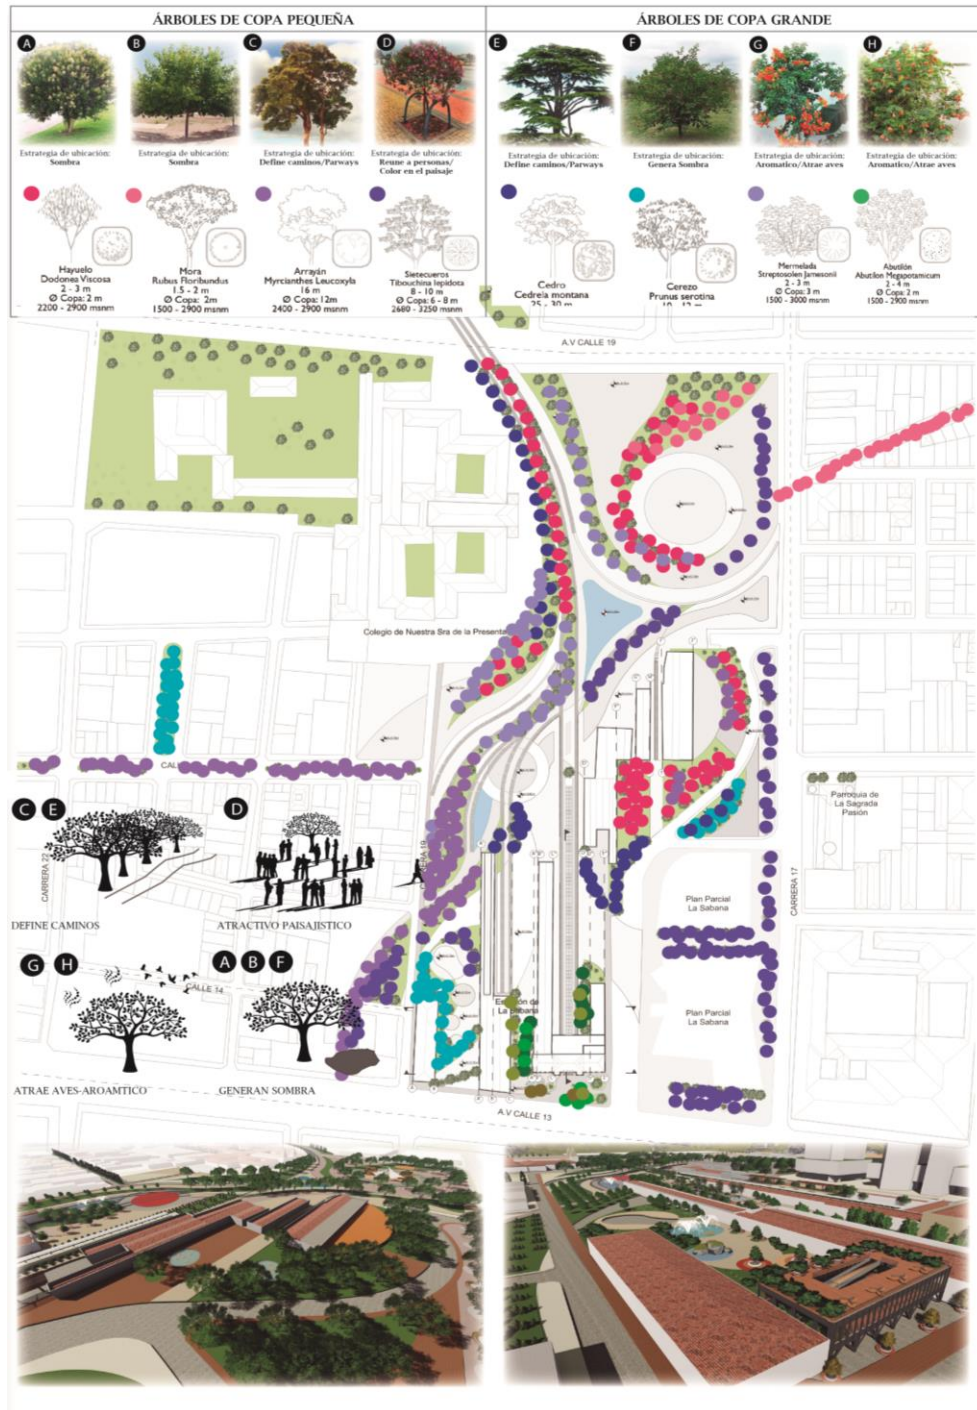 ÁRBOLES DE COPA PEQUEÑA
ÁRBOLES DE COPA GRANDE
A
B
C
D
E
F
G
H
Estrategia de ubicación:
Sombra
Estrategia de ubicación:
Sombra
Estrategia de ubicación:
Define caminos/Parways
Estrategia de ubicación:
Reune a personas/
Color en el paisaje
Estrategia de ubicación:
Define caminos/Parways
Estrategia de ubicación:
Genera Sombra
Estrategia de ubicación:
Aromatico/Atrae aves
Estrategia de ubicación:
Aromatico/Atrae aves
Hayuelo
Dodonea Viscosa
2 - 3 m
Ø Copa: 2 m
2200 - 2900 msnm
Mora
Rubus Floribundus
1.5 - 2 m
Ø Copa: 2m
1500 - 2900 msnm
Arrayán
Myrcianthes Leucoxyla
16 m
Ø Copa: 12m
2400 - 2900 msnm
Sietecueros
Tibouchina lepidota
8 - 10 m
Ø Copa: 6 - 8 m
2680 - 3250 msnm
Cedro
Cedrela montana
25 - 30 m
Cerezo
Prunus serotina
10 - 12 m
Mermelada
Streptosolen Jamesonii
2 - 3 m
Ø Copa: 3 m
1500 - 3000 msnm
Abutilón
Abutilon Megapotamicum
2 - 4 m
Ø Copa: 2 m
1500 - 2900 msnm
A.V CALLE 19
Colegio de Nuestra Sra de la Presenta
CARRERA 22
CARRERA 19
CARRERA 17
Parroquia de
La Sagrada
Pasión
C
E
D
DEFINE CAMINOS
ATRACTIVO PAISAJISTICO
Plan Parcial
La Sabana
G
H
A
B
F
CALLE 14
Plan Parcial
La Sabana
ATRAE AVES-AROAMTICO
GENERAN SOMBRA
A.V CALLE 13